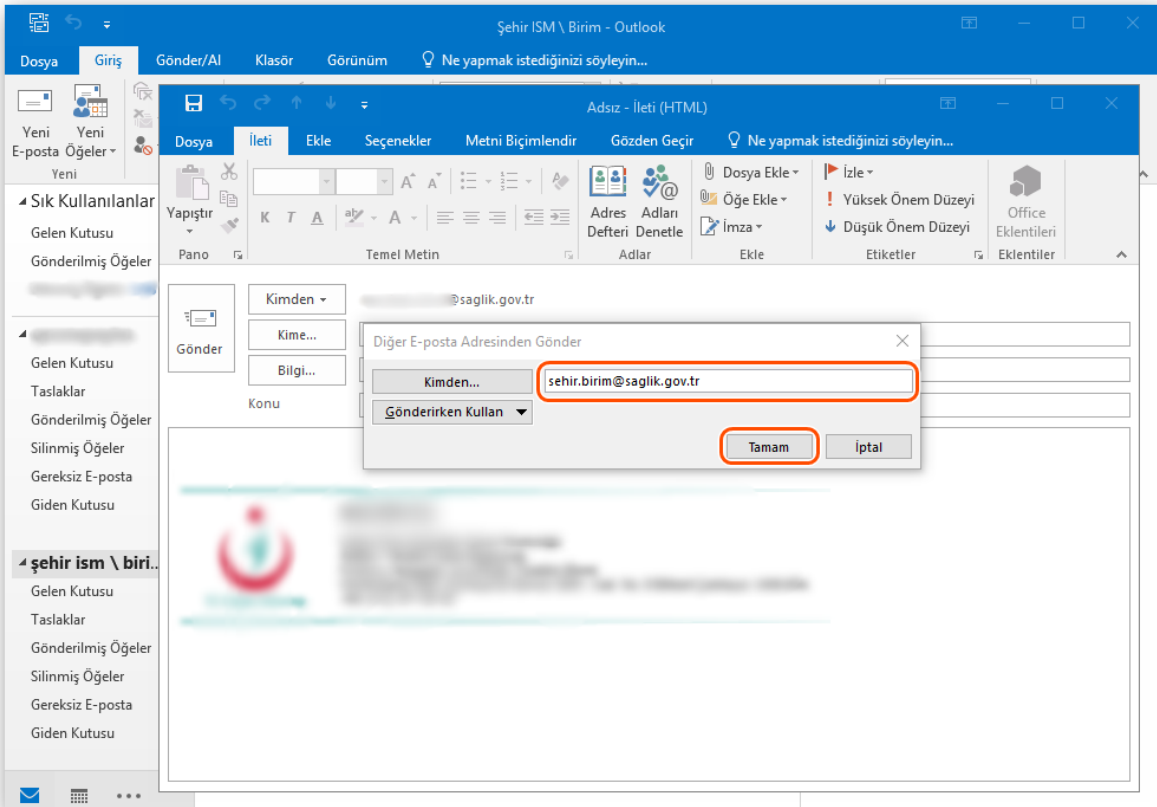 Şehir ISM \ Birim - Outlook
Dosya Giriş Gönder/Al Klasör Görünüm Ne yapmak istediğinizi söyleyin...
Yeni E-posta
Yeni Öğeler
Yeni
Sık Kullanılanlar
Gelen Kutusu
Gönderilmiş Öğeler
Gelen Kutusu
Taslaklar
Gönderilmiş Öğeler
Silinmiş Öğeler
Gereksiz E-posta
Giden Kutusu
şehir ism \ biri...
Gelen Kutusu
Taslaklar
Gönderilmiş Öğeler
Silinmiş Öğeler
Gereksiz E-posta
Giden Kutusu
Adsız - İleti (HTML)
Dosya İleti Ekle Seçenekler Metni Biçimlendir Gözden Geçir Ne yapmak istediğinizi söyleyin...
Yapıştır
Pano
K T A A A A
Temel Metin
Adres Defteri
Adları Denetle
Adlar
Dosya Ekle
Öğe Ekle
İmza
Ekle
İzle
Yüksek Önem Düzeyi
Düşük Önem Düzeyi
Etiketler
Office Eklentileri
Eklentiler
Gönder
Kimden
@saglik.gov.tr
Kime...
Bilgi...
Konu
Diğer E-posta Adresinden Gönder
Kimden... sehir.birim@saglik.gov.tr
Gönderirken Kullan
Tamam İptal